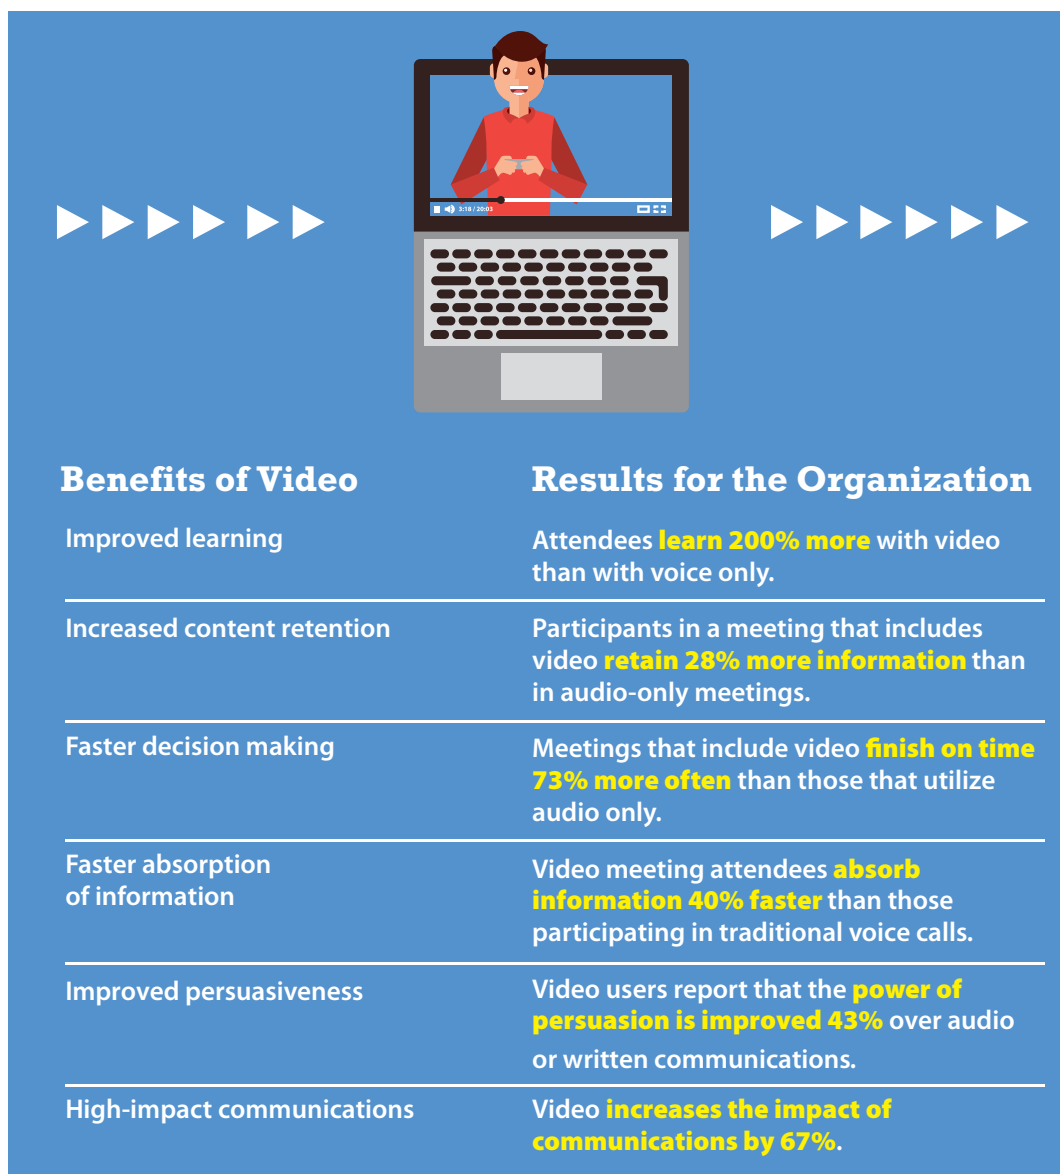 3:18 / 20:03
Benefits of Video
Results for the Organization
Improved learning
Attendees learn 200% more with video
than with voice only.
Increased content retention
Participants in a meeting that includes
video retain 28% more information than
in audio-only meetings.
Faster decision making
Meetings that include video finish on time
73% more often than those that utilize
audio only.
Faster absorption
of information
Video meeting attendees absorb
information 40% faster than those
participating in traditional voice calls.
Improved persuasiveness
Video users report that the power of
persuasion is improved 43% over audio
or written communications.
High-impact communications
Video increases the impact of
communications by 67%.